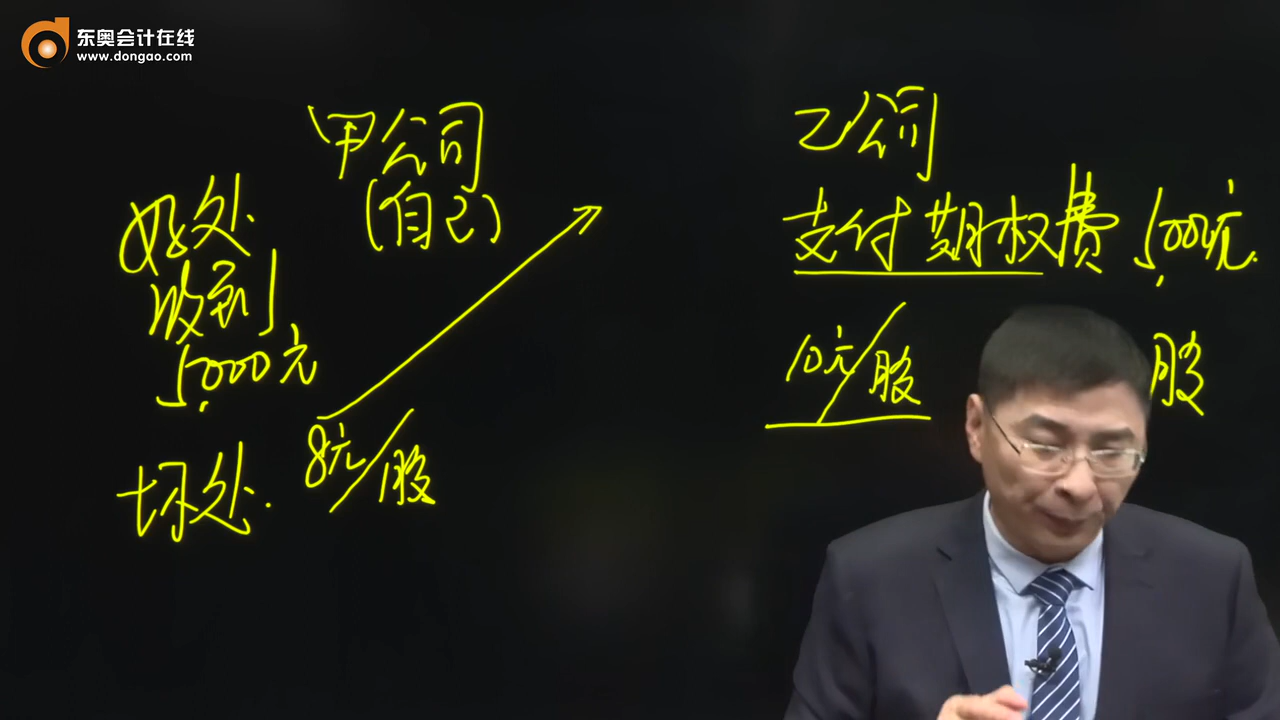 东奥会计在线
www.dongao.com
甲公司
(自己)
好处
收到
5,000元
坏处.
8元/股
乙公司
支付期权费5,000元.
10元/股
股